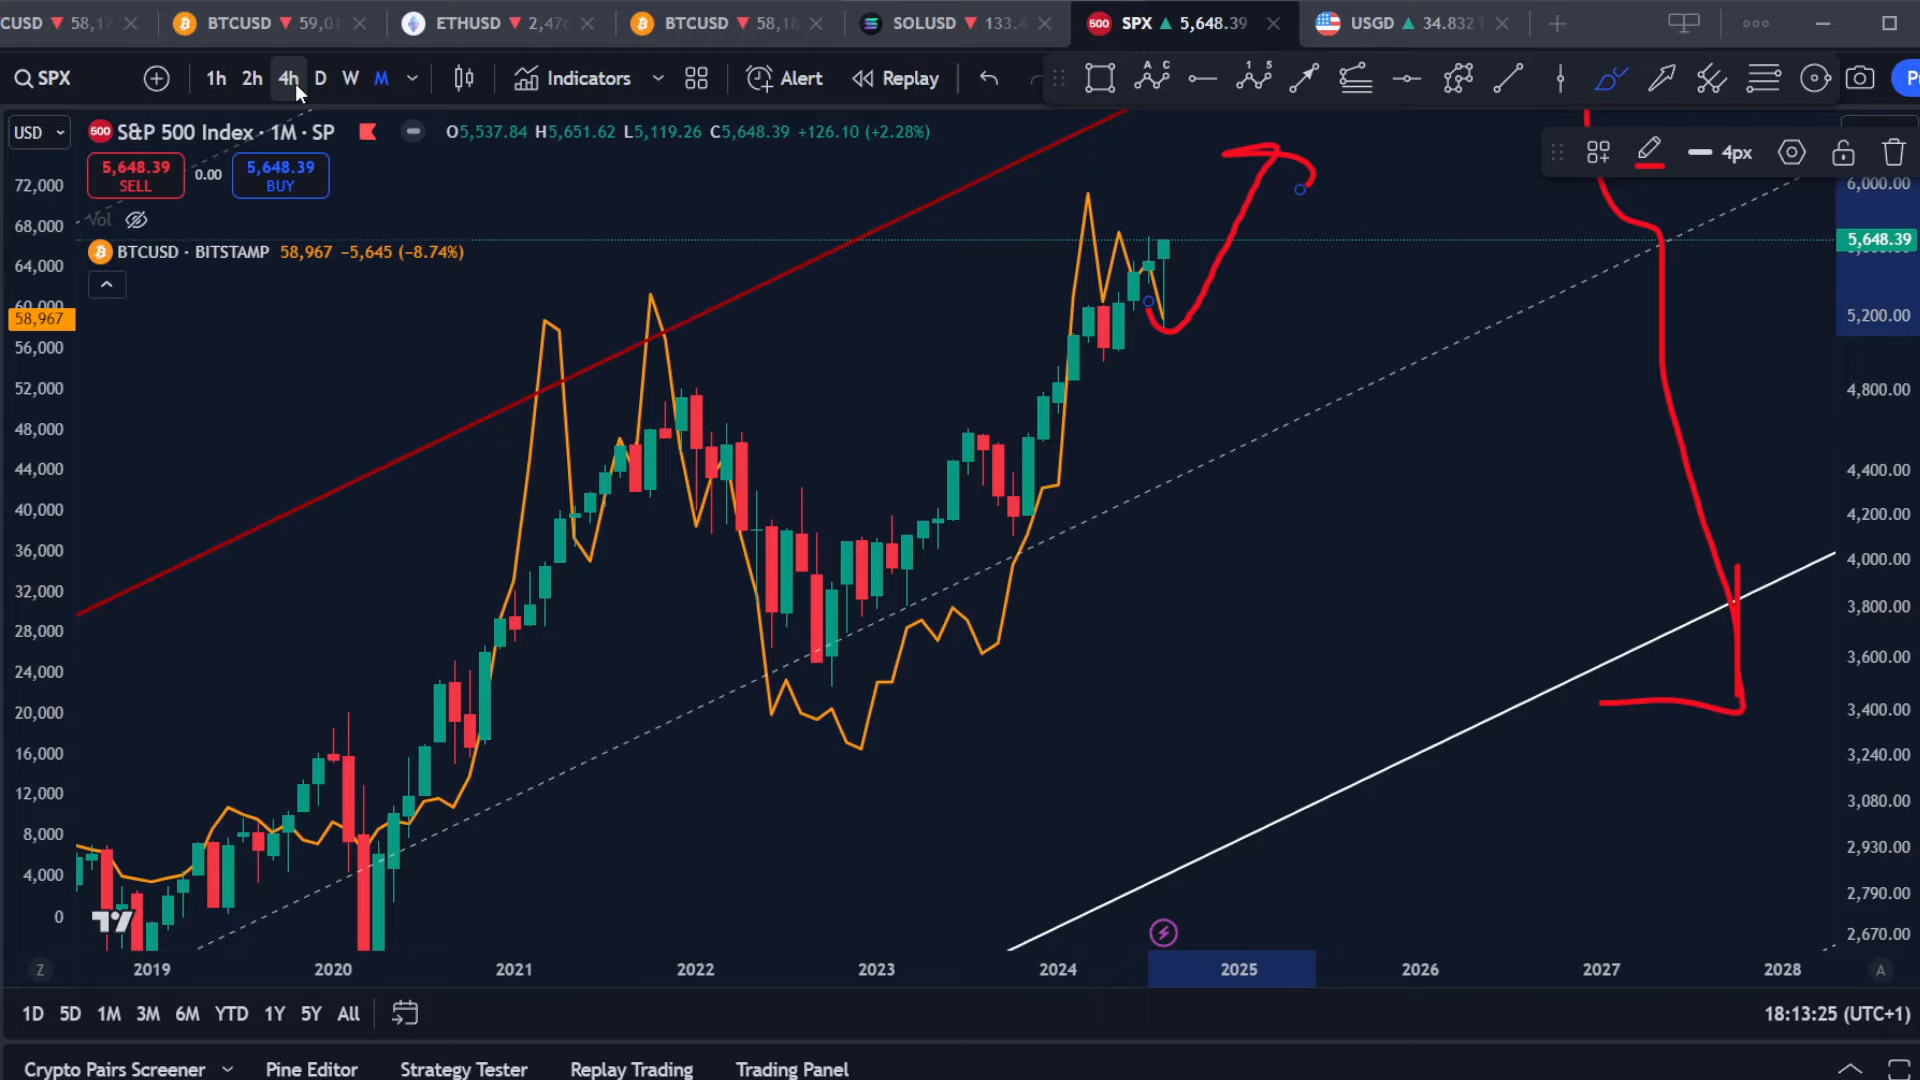 CUSD 58,17
BTCUSD 59,01
ETHUSD 2,476
BTCUSD 58,18
SOLUSD 133.4
SPX 5,648.39
USGD 34.832
SPX
1h 2h 4h D W M
Indicators
Alert
Replay
USD
S&P 500 Index · 1M · SP
O5,537.84 H5,651.62 L5,119.26 C5,648.39 +126.10 (+2.28%)
5,648.39
SELL
0.00
5,648.39
BUY
4px
Vol
BTCUSD · BITSTAMP 58,967 −5,645 (−8.74%)
72,000
68,000
64,000
60,000
58,967
56,000
52,000
48,000
44,000
40,000
36,000
32,000
28,000
24,000
20,000
16,000
12,000
8,000
4,000
0
6,000.00
5,648.39
5,200.00
4,800.00
4,400.00
4,200.00
4,000.00
3,800.00
3,600.00
3,400.00
3,240.00
3,080.00
2,930.00
2,790.00
2,670.00
Z
2019 2020 2021 2022 2023 2024 2025 2026 2027 2028
A
1D 5D 1M 3M 6M YTD 1Y 5Y All
18:13:25 (UTC+1)
Crypto Pairs Screener Pine Editor Strategy Tester Replay Trading Trading Panel